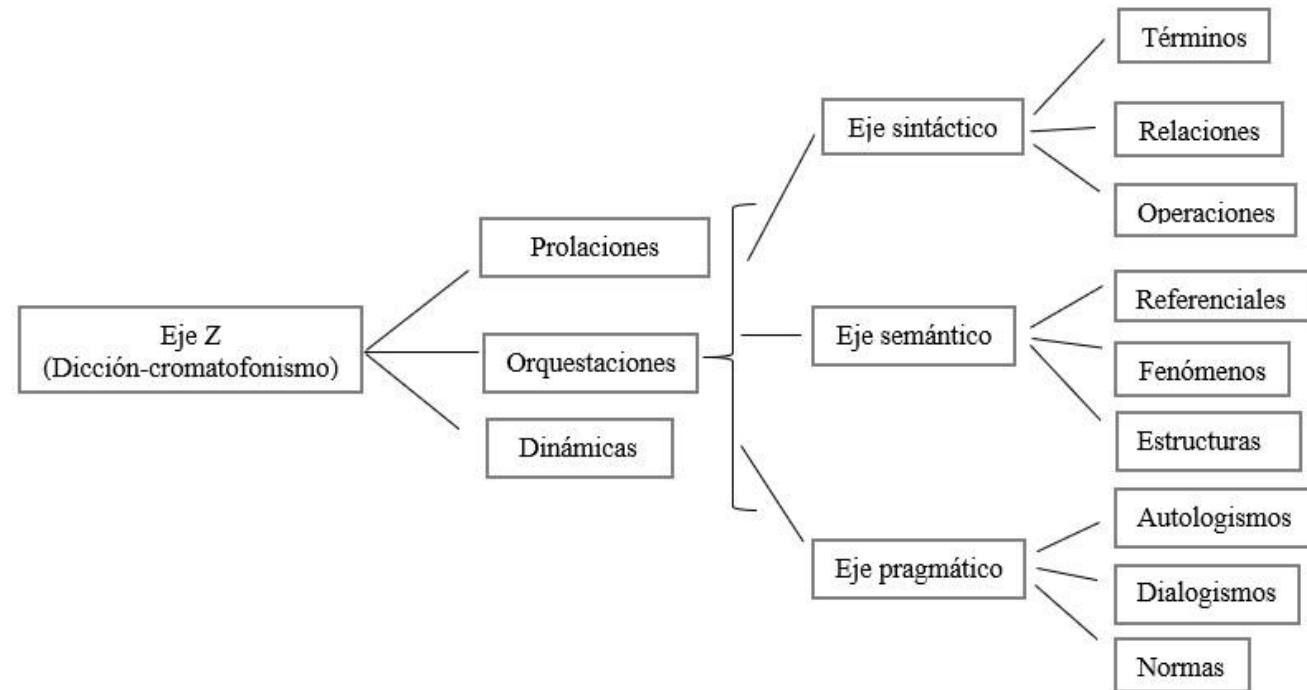 Eje Z
(Dicción-cromatofonismo)
Prolaciones
Orquestaciones
Dinámicas
Eje sintáctico
Términos
Relaciones
Operaciones
Eje semántico
Referenciales
Fenómenos
Estructuras
Eje pragmático
Autologismos
Dialogismos
Normas